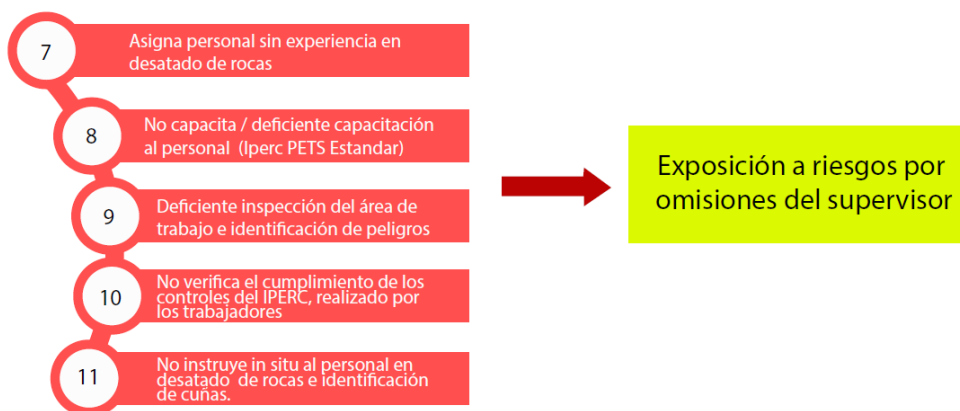 7
Asigna personal sin experiencia en
desatado de rocas
8
No capacita / deficiente capacitación
al personal (Iperc PETS Estandar)
9
Deficiente inspección del área de
trabajo e identificación de peligros
10
No verifica el cumplimiento de los
controles del IPERC, realizado por
los trabajadores
11
No instruye in situ al personal en
desatado de rocas e identificación
de cuñas.
Exposición a riesgos por
omisiones del supervisor